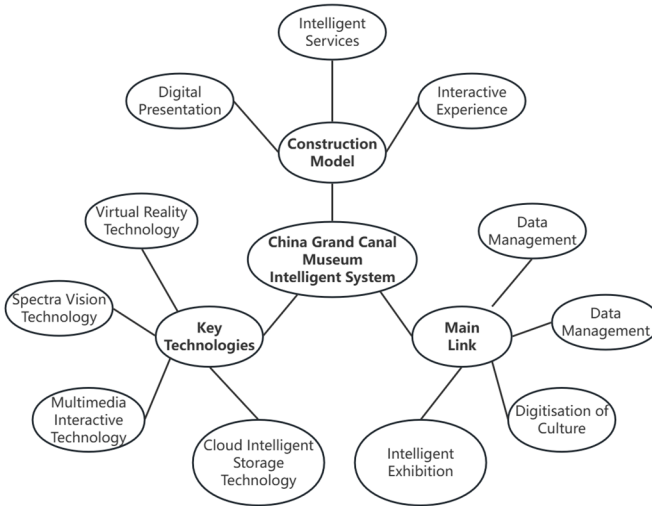 Intelligent
Services
Digital
Presentation
Interactive
Experience
Construction
Model
Virtual Reality
Technology
China Grand Canal
Museum
Intelligent System
Data
Management
Spectra Vision
Technology
Key
Technologies
Main
Link
Data
Management
Multimedia
Interactive
Technology
Cloud Intelligent
Storage
Technology
Intelligent
Exhibition
Digitisation of
Culture